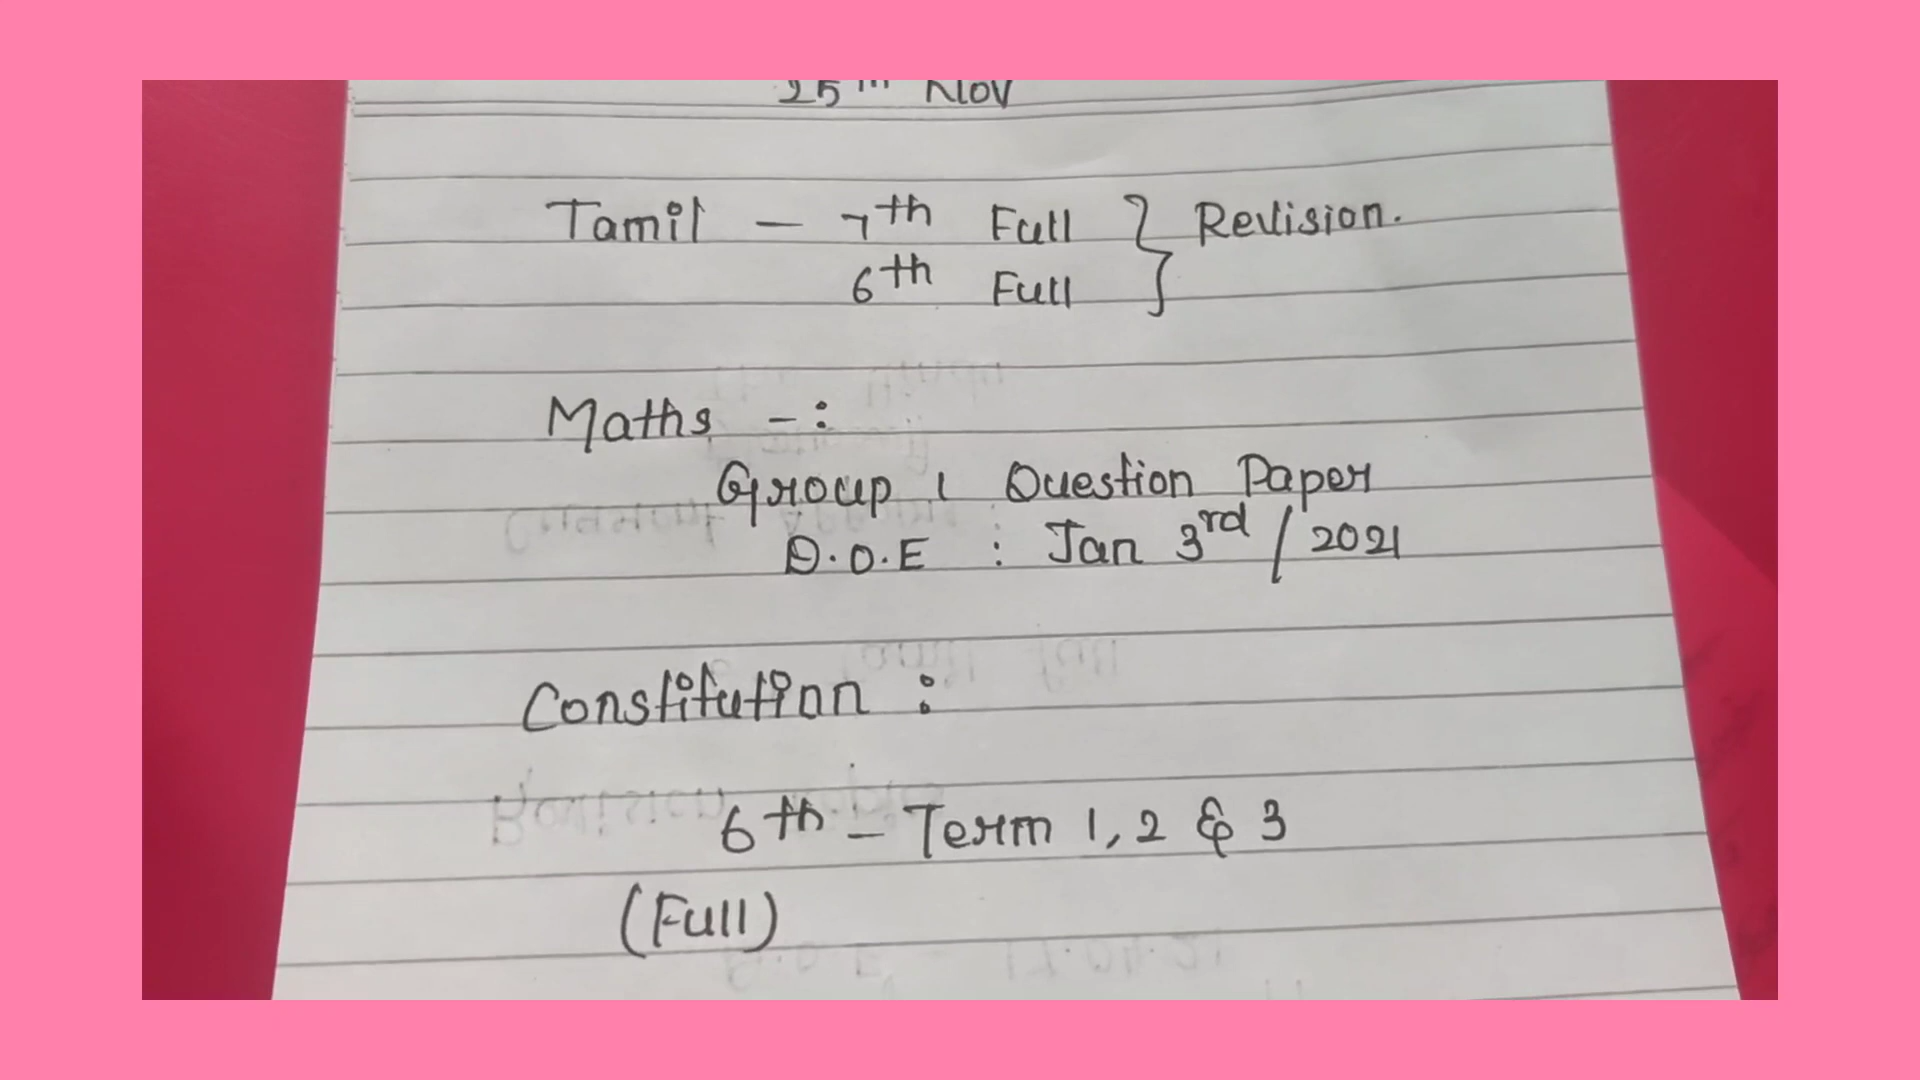 25th Nov
Tamil - 7th Full } Revision.
6th Full
Maths -:
Group 1 Question Paper
D.O.E : Jan 3rd / 2021
Constitution :
6th - Term 1, 2 & 3
(Full)